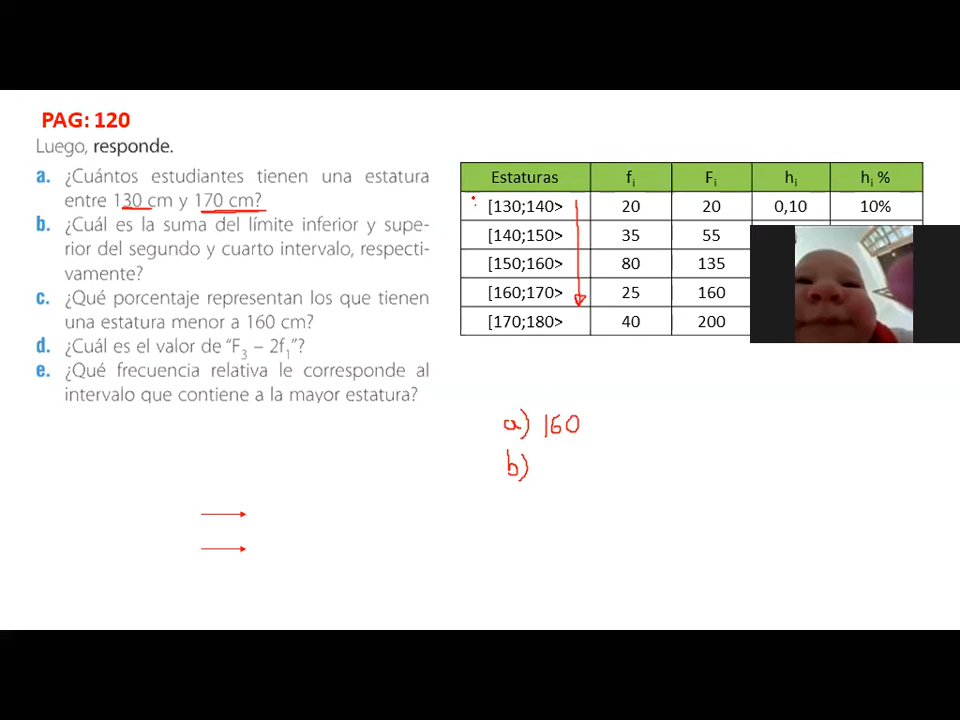 PAG: 120
Luego, responde.
a. ¿Cuántos estudiantes tienen una estatura
entre 130 cm y 170 cm?
b. ¿Cuál es la suma del límite inferior y supe-
rior del segundo y cuarto intervalo, respecti-
vamente?
c. ¿Qué porcentaje representan los que tienen
una estatura menor a 160 cm?
d. ¿Cuál es el valor de “F3 – 2f1”?
e. ¿Qué frecuencia relativa le corresponde al
intervalo que contiene a la mayor estatura?
Estaturas fi Fi hi hi %
[130;140> 20 20 0,10 10%
[140;150> 35 55
[150;160> 80 135
[160;170> 25 160
[170;180> 40 200
a) 160
b)